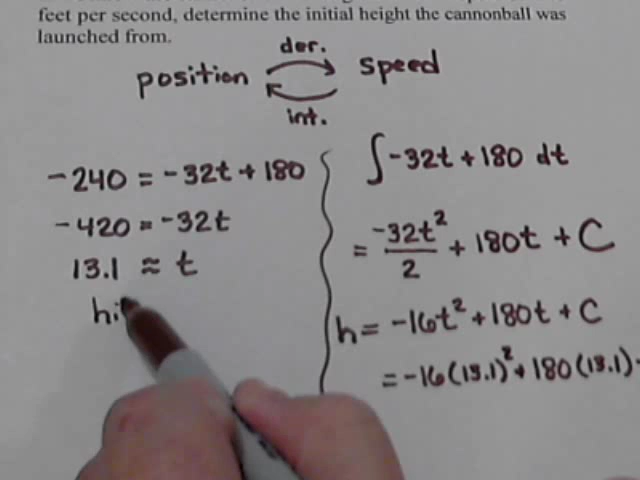 feet per second, determine the initial height the cannonball was
launched from.
der.
position speed
int.
-240 = -32t + 180
-420 = -32t
13.1 ≈ t
hi
∫-32t + 180 dt
= -32t²/2 + 180t + C
h = -16t² + 180t + C
= -16(13.1)² + 180(13.1)